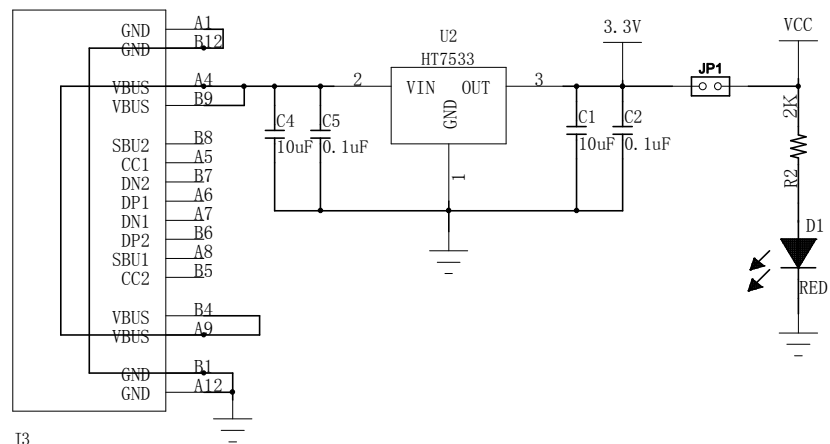 GND A1
GND B12
VBUS A4
VBUS B9
SBU2 B8
CC1 A5
DN2 B7
DP1 A6
DN1 A7
DP2 B6
SBU1 A8
CC2 B5
VBUS B4
VBUS A9
GND B1
GND A12
J3
C4
10uF
C5
0.1uF
U2
HT7533
2
VIN OUT
GND
3
1
3.3V
C1
10uF
C2
0.1uF
JP1
VCC
2K
R2
D1
RED